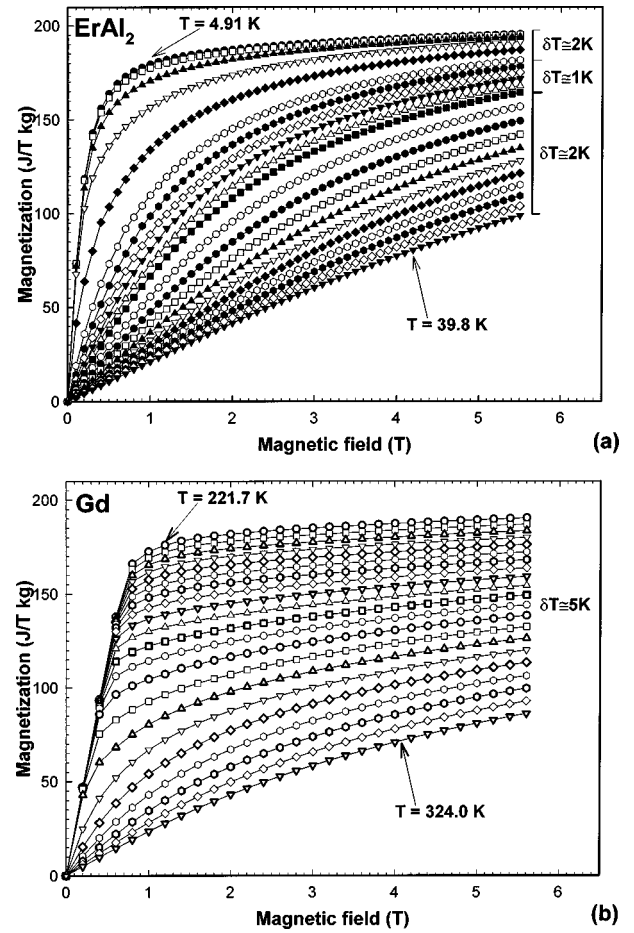 ErAl₂
T = 4.91 K
δT≅2K
δT≅1K
δT≅2K
T = 39.8 K
Magnetization (J/T kg)
200
150
100
50
0
0 1 2 3 4 5 6
Magnetic field (T)
(a)
Gd
T = 221.7 K
δT≅5K
T = 324.0 K
Magnetization (J/T kg)
200
150
100
50
0
0 1 2 3 4 5 6
Magnetic field (T)
(b)